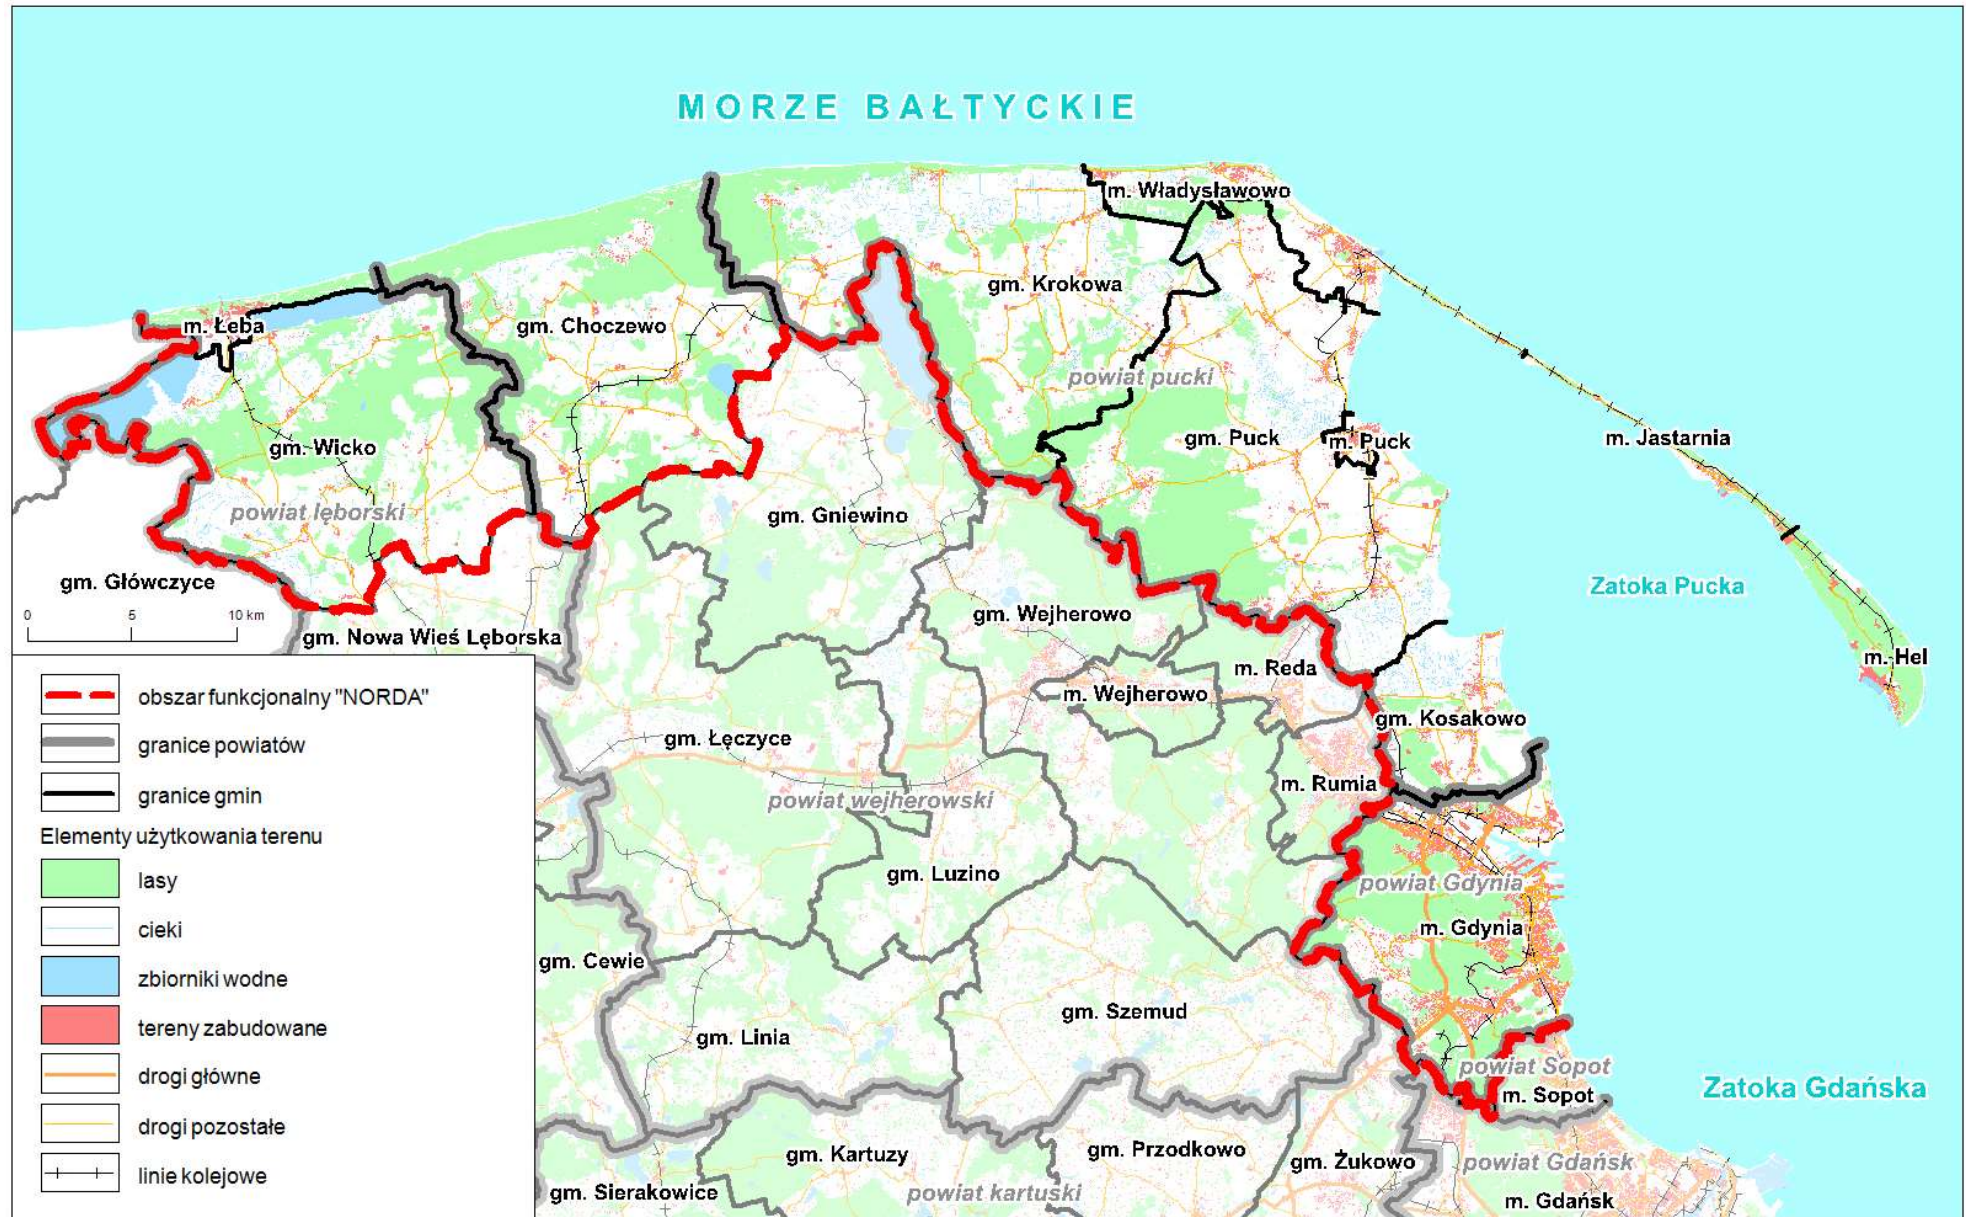 MORZE BAŁTYCKIE
m. Władysławowo
gm. Krokowa
m. Łeba
gm. Choczewo
powiat pucki
gm. Wicko
gm. Puck
m. Puck
m. Jastarnia
powiat lęborski
gm. Gniewino
gm. Główczyce
Zatoka Pucka
0 5 10 km
gm. Wejherowo
gm. Nowa Wieś Lęborska
m. Reda
m. Hel
m. Wejherowo
gm. Kosakowo
gm. Łęczyce
m. Rumia
powiat wejherowski
gm. Luzino
powiat Gdynia
m. Gdynia
gm. Cewie
gm. Szemud
gm. Linia
powiat Sopot
m. Sopot
Zatoka Gdańska
gm. Kartuzy
gm. Przodkowo
gm. Żukowo
powiat Gdańsk
gm. Sierakowice
powiat kartuski
m. Gdańsk
obszar funkcjonalny "NORDA"
granice powiatów
granice gmin
Elementy użytkowania terenu
lasy
cieki
zbiorniki wodne
tereny zabudowane
drogi główne
drogi pozostałe
linie kolejowe